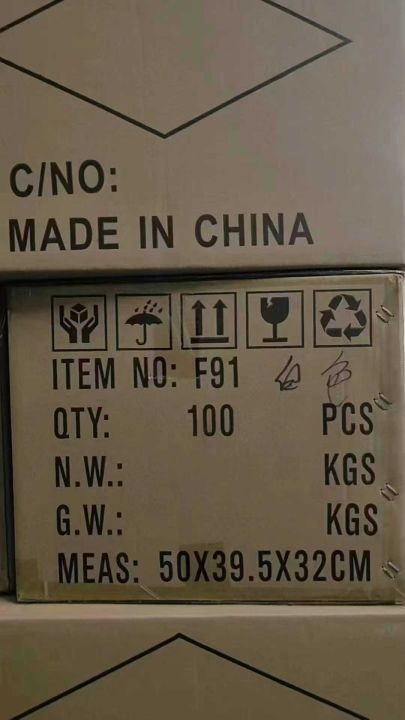 C/NO:
MADE IN CHINA
ITEM NO: F91 白色
QTY: 100 PCS
N.W.: KGS
G.W.: KGS
MEAS: 50X39.5X32CM